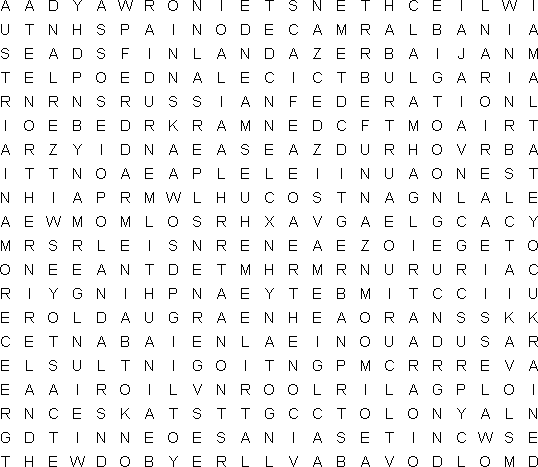 A A D Y A W R O N I E T S N E T H C E I L W I
U T N H S P A I N O D E C A M R A L B A N I A
S E A D S F I N L A N D A Z E R B A I J A N M
T E L P O E D N A L E C I C T B U L G A R I A
R N R N S R U S S I A N F E D E R A T I O N L
I O E B E D R K R A M N E D C F T M O A I R T
A R Z Y I D N A E A S E A Z D U R H O V R B A
I T T N O A E A P L E L E I I N U A O N E S T
N H I A P R M W L H U C O S T N A G N L A L E
A E W M O M L O S R H X A V G A E L G C A C Y
M R S R L E I S N R E N E A E Z O I E G E T O
O N E E A N T D E T M H R M R N U R U R I A C
R I Y G N I H P N A E Y T E B M I T C C I I U
E R O L D A U G R A E N H E A O R A N S S K K
C E T N A B A I E N L A E I N O U A D U S A R
E L S U L T N I G O I T N G P M C R R R E V A
E A A I R O I L V N R O O L R I L A G P L O I
R N C E S K A T S T T G C C T O L O N Y A L N
G D T I N N E O E S A N I A S E T I N C W S E
T H E W D O B Y E R L L V A B A V O D L O M D